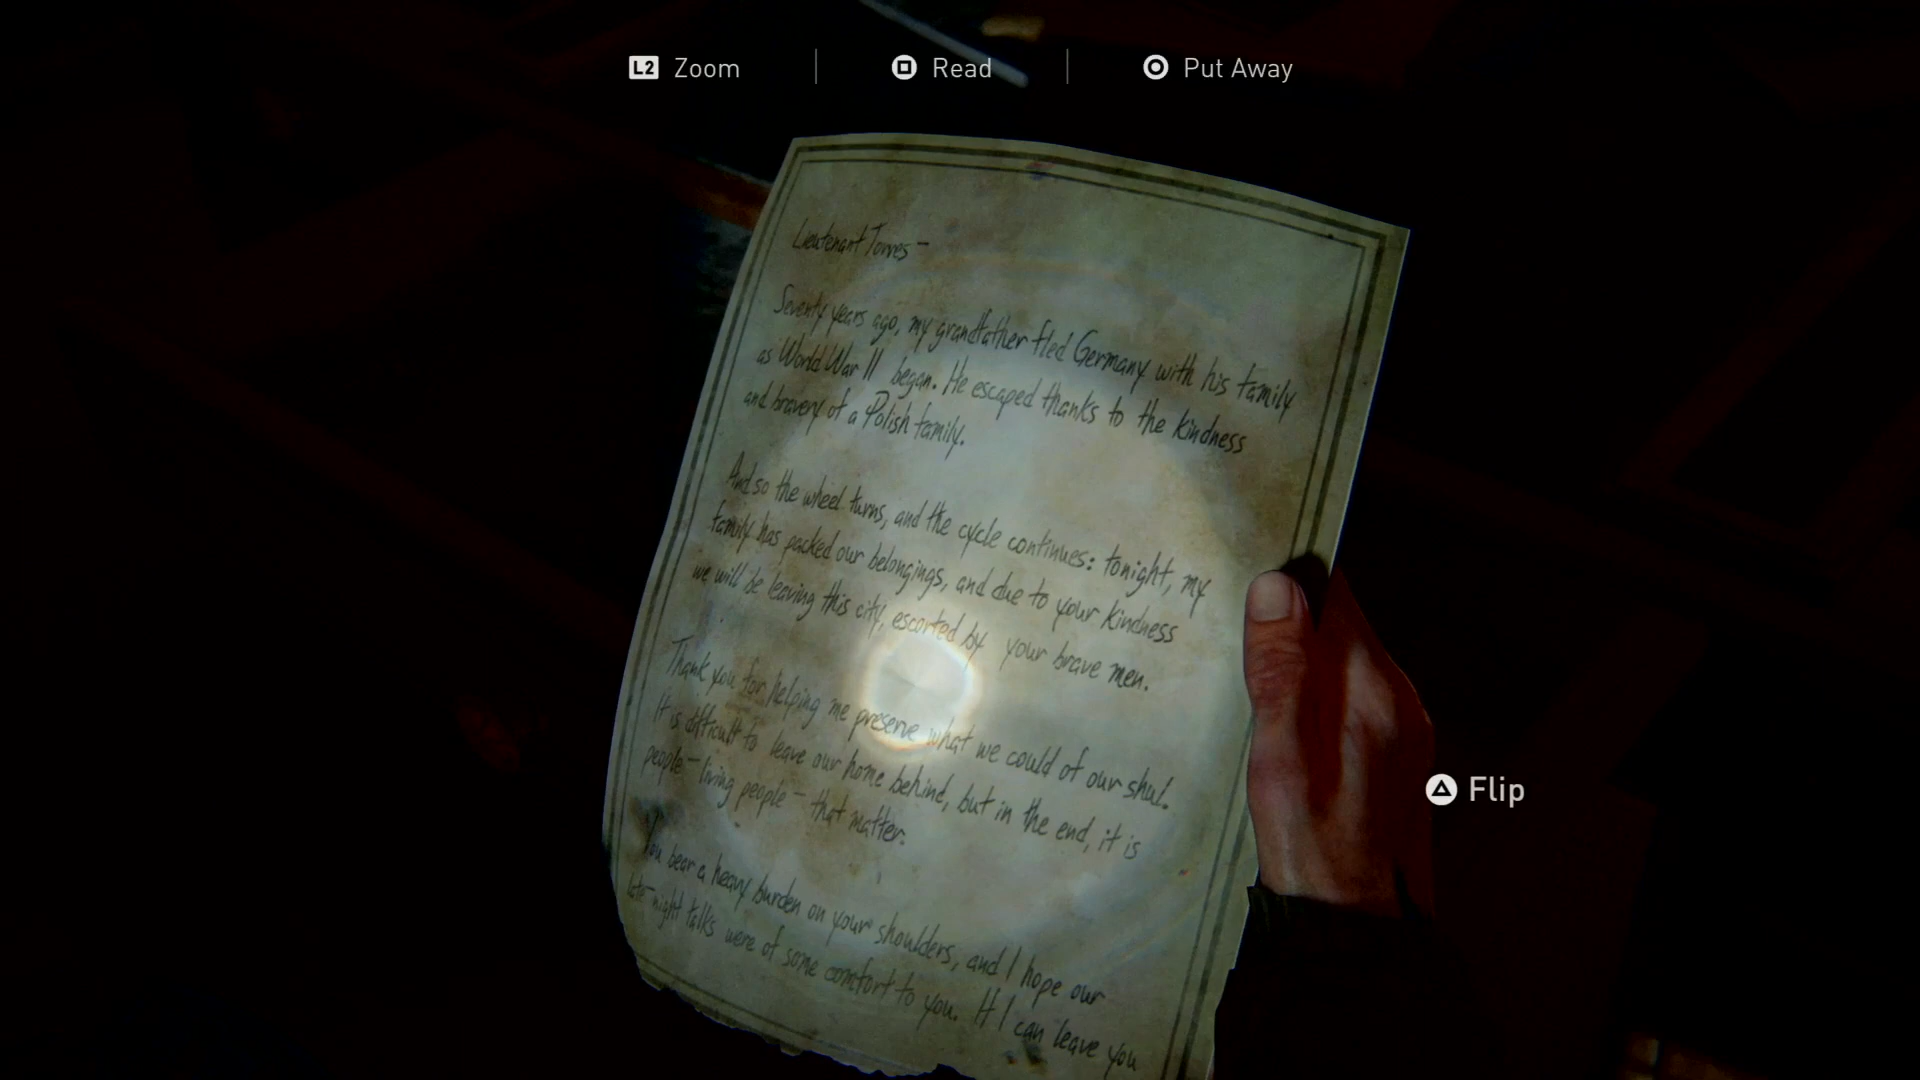 L2 Zoom | Read | Put Away
Lieutenant Torres-
Seventy years ago, my grandfather fled Germany with his family
as World War II began. He escaped thanks to the kindness
and bravery of a Polish family.
And so the wheel turns, and the cycle continues: tonight, my
family has packed our belongings, and due to your kindness
we will be leaving this city, escorted by your brave men.
Thank you for helping me preserve what we could of our shul.
It is difficult to leave our home behind, but in the end, it is
people - living people - that matter.
You bear a heavy burden on your shoulders, and I hope our
late night talks were of some comfort to you. If I can leave you
Flip